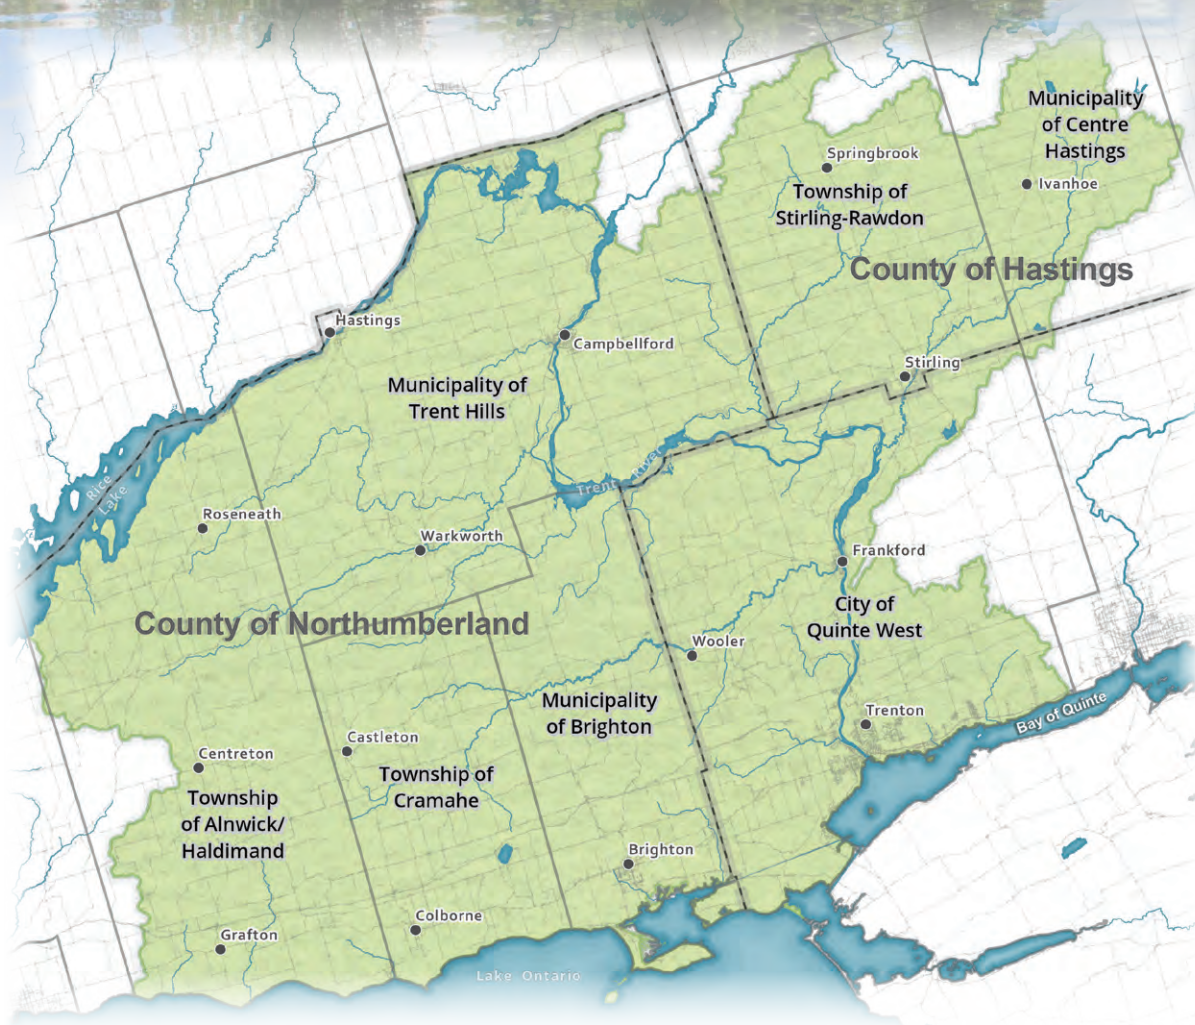 Municipality
of Centre
Hastings
Springbrook
Ivanhoe
Township of
Stirling-Rawdon
County of Hastings
Hastings
Campbellford
Stirling
Municipality of
Trent Hills
Rice
Lake
Trent River
Roseneath
Warkworth
Frankford
City of
Quinte West
County of Northumberland
Wooler
Municipality
of Brighton
Trenton
Bay of Quinte
Castleton
Centreton
Township of
Cramahe
Township
of Alnwick/
Haldimand
Brighton
Colborne
Grafton
Lake Ontario